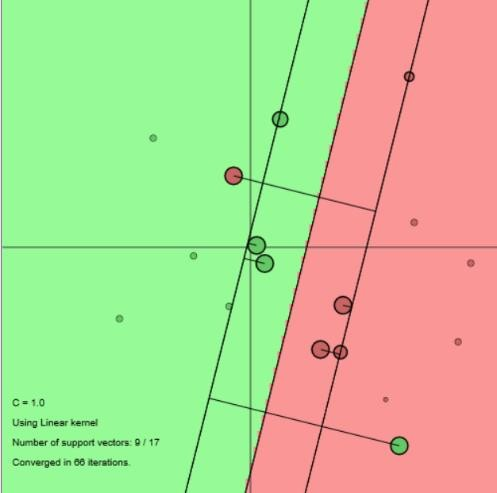 C = 1.0
Using Linear kernel
Number of support vectors: 9 / 17
Converged in 66 iterations.